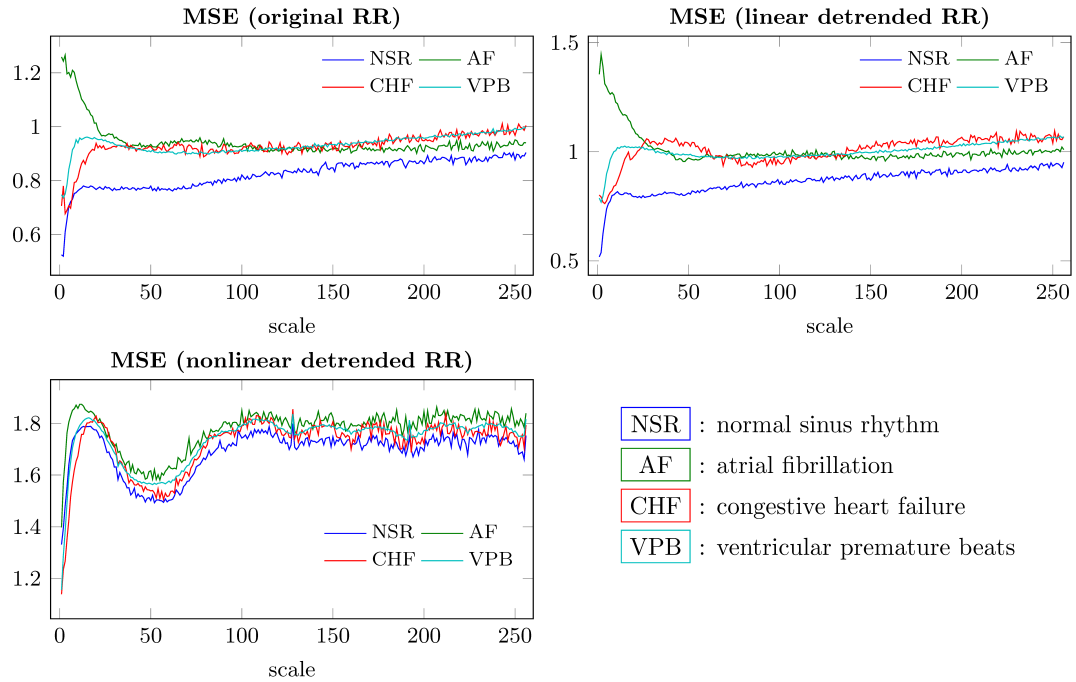 MSE (original RR)
NSR AF
CHF VPB
1.2
1
0.8
0.6
0 50 100 150 200 250
scale
MSE (linear detrended RR)
NSR AF
CHF VPB
1.5
1
0.5
0 50 100 150 200 250
scale
MSE (nonlinear detrended RR)
1.8
1.6
1.4
1.2
NSR AF
CHF VPB
0 50 100 150 200 250
scale
NSR : normal sinus rhythm
AF : atrial fibrillation
CHF : congestive heart failure
VPB : ventricular premature beats